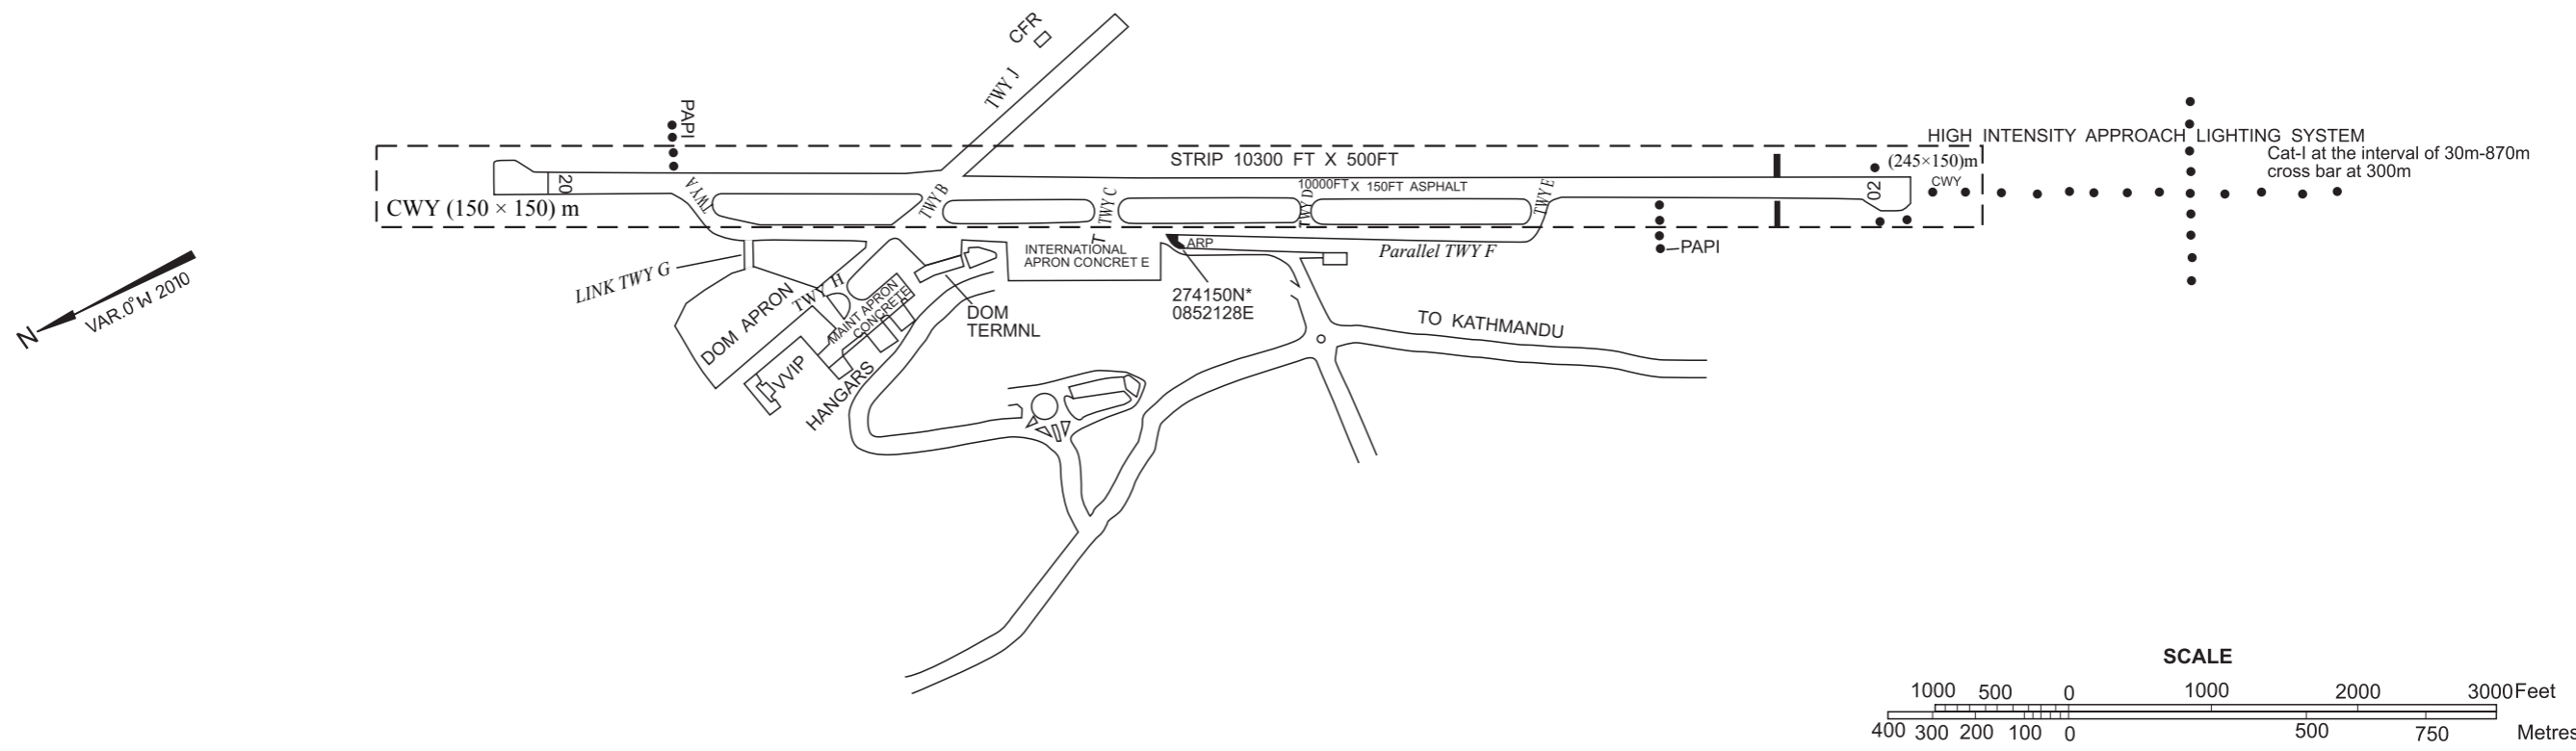 CFR
TWY J
PAPI
HIGH INTENSITY APPROACH LIGHTING SYSTEM
Cat-I at the interval of 30m-870m
cross bar at 300m
STRIP 10300 FT X 500FT
(245×150)m
CWY
20
TWY A
TWY B
TWY C
10000FT X 150FT ASPHALT
TWY D
TWY E
02
CWY (150 × 150) m
T
INTERNATIONAL
APRON CONCRET E
ARP
Parallel TWY F
PAPI
LINK TWY G
N
VAR.0°M 2010
274150N*
0852128E
DOM APRON
TWY H
MAINT APRON
CONCRETE
DOM
TERMNL
TO KATHMANDU
VVIP
HANGARS
SCALE
1000 500 0 1000 2000 3000 Feet
400 300 200 100 0 500 750 Metres